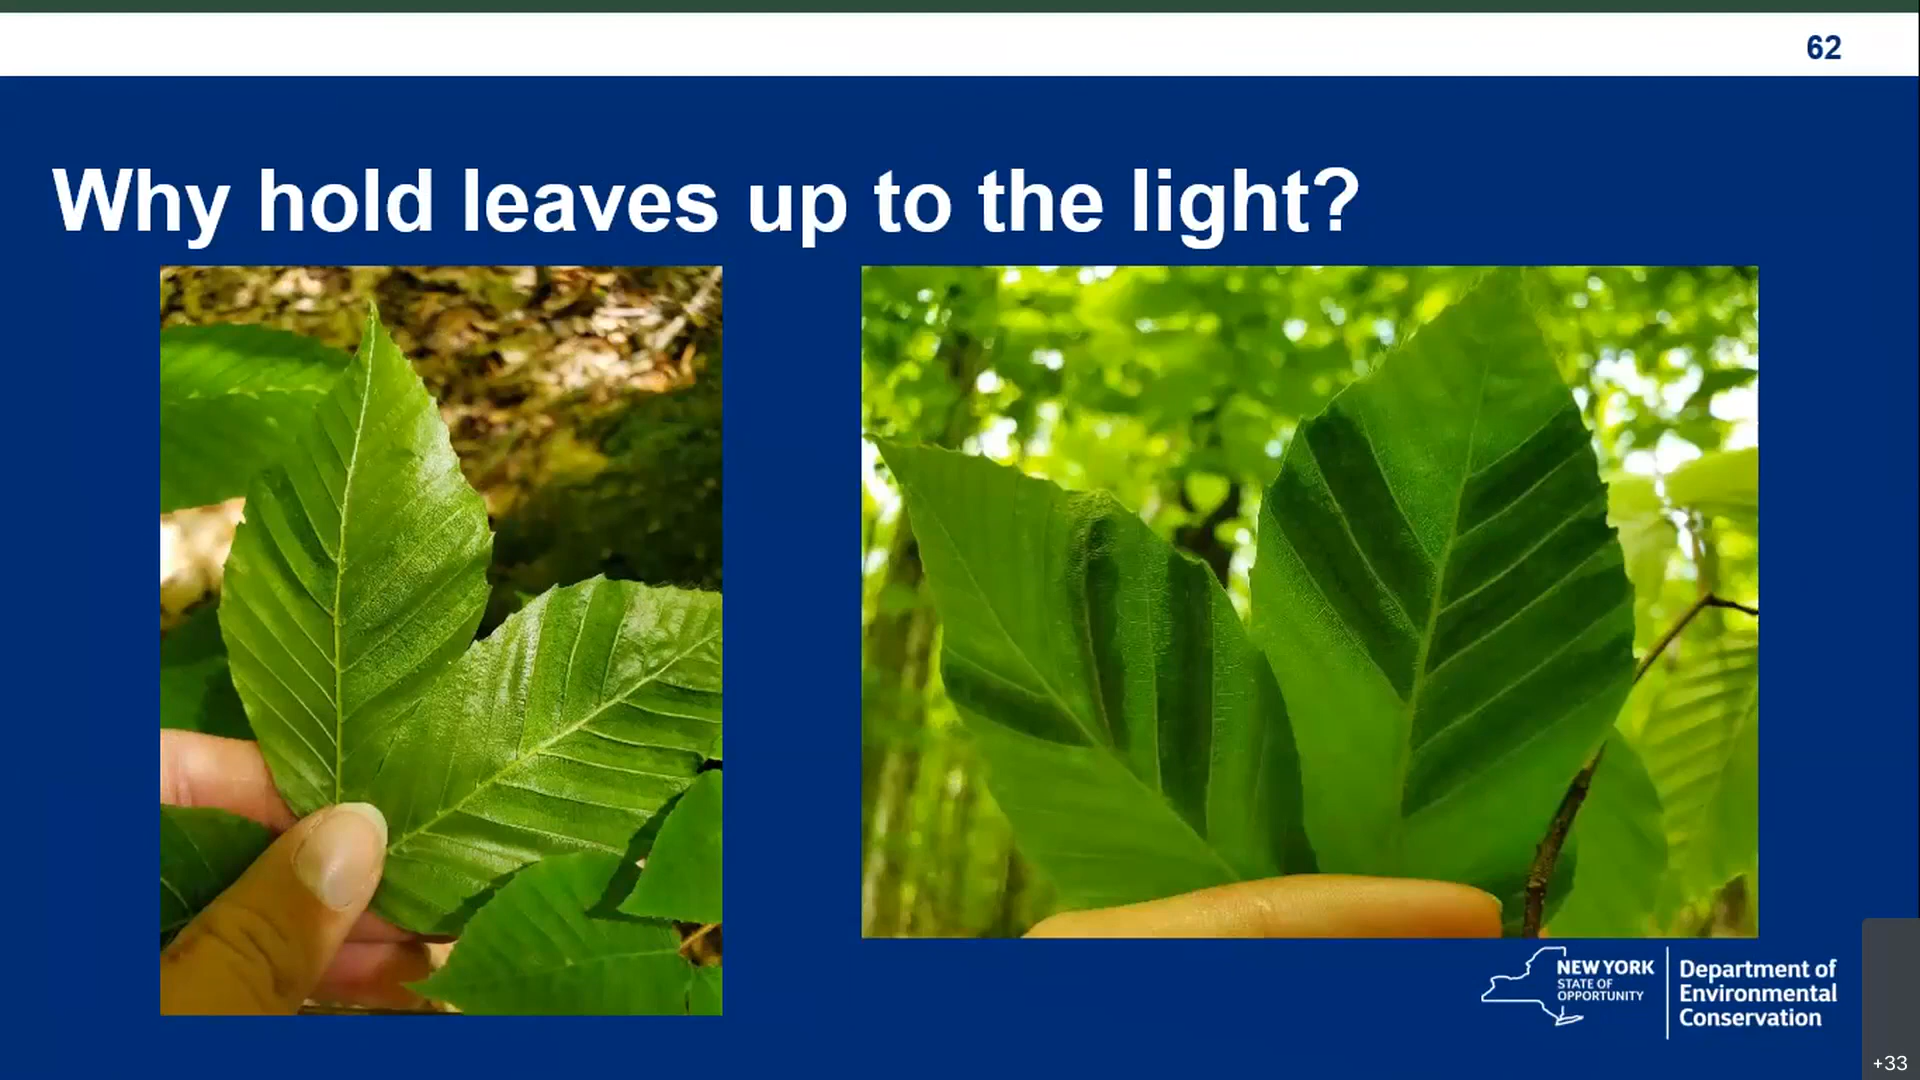 62
Why hold leaves up to the light?
NEW YORK
STATE OF
OPPORTUNITY
Department of
Environmental
Conservation
+33